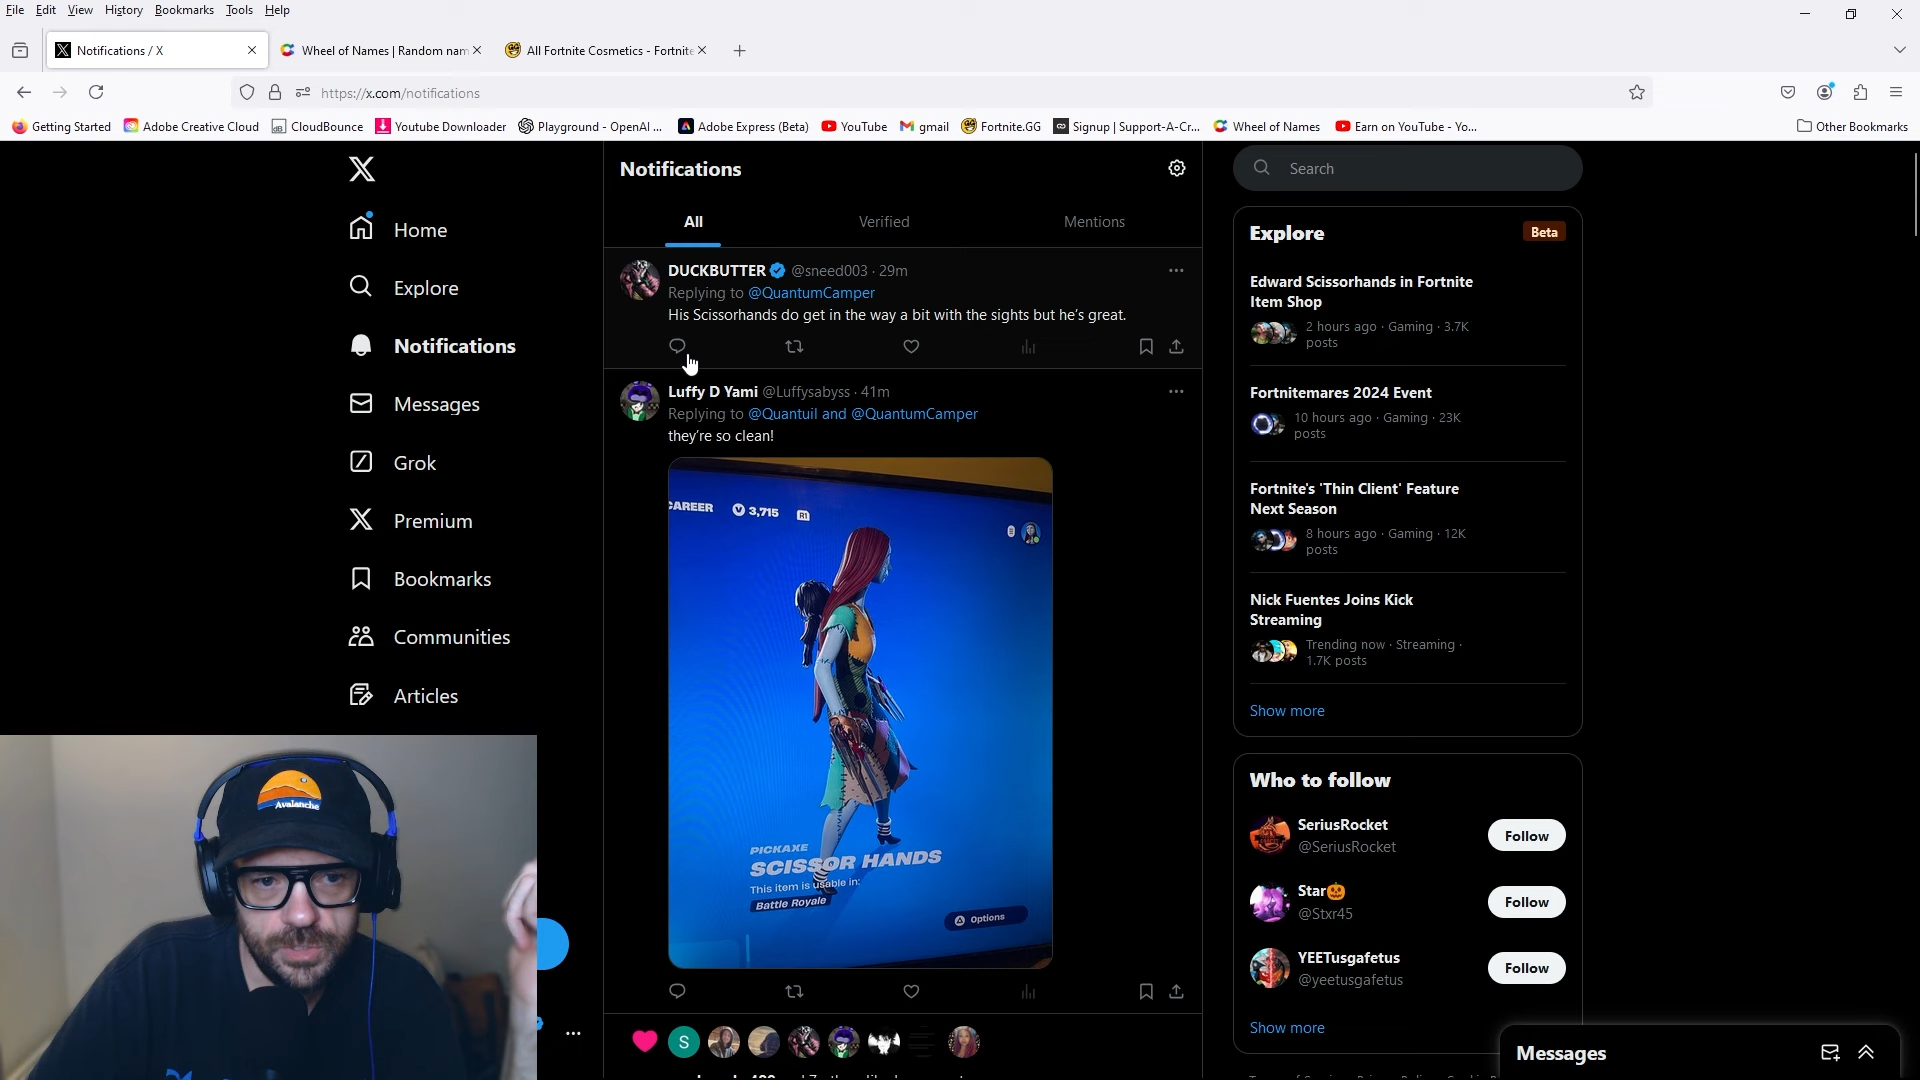 File Edit View History Bookmarks Tools Help
Notifications / X
Wheel of Names | Random nam
All Fortnite Cosmetics - Fortnite
https://x.com/notifications
Getting Started
Adobe Creative Cloud
CloudBounce
Youtube Downloader
Playground - OpenAI ...
Adobe Express (Beta)
YouTube
gmail
Fortnite.GG
Signup | Support-A-Cr...
Wheel of Names
Earn on YouTube - Yo...
Other Bookmarks
Home
Explore
Notifications
Messages
Grok
Premium
Bookmarks
Communities
Articles
Avalanche
Notifications
All
Verified
Mentions
DUCKBUTTER @sneed003 · 29m
Replying to @QuantumCamper
His Scissorhands do get in the way a bit with the sights but he's great.
Luffy D Yami @Luffysabyss · 41m
Replying to @Quantuil and @QuantumCamper
they're so clean!
CAREER
V 3,715
R1
PICKAXE
SCISSOR HANDS
This item is usable in:
Battle Royale
Options
S
Search
Explore
Beta
Edward Scissorhands in Fortnite
Item Shop
2 hours ago · Gaming · 3.7K
posts
Fortnitemares 2024 Event
10 hours ago · Gaming · 23K
posts
Fortnite's 'Thin Client' Feature
Next Season
8 hours ago · Gaming · 12K
posts
Nick Fuentes Joins Kick
Streaming
Trending now · Streaming ·
1.7K posts
Show more
Who to follow
SeriusRocket
@SeriusRocket
Follow
Star🎃
@Stxr45
Follow
YEETusgafetus
@yeetusgafetus
Follow
Show more
Messages